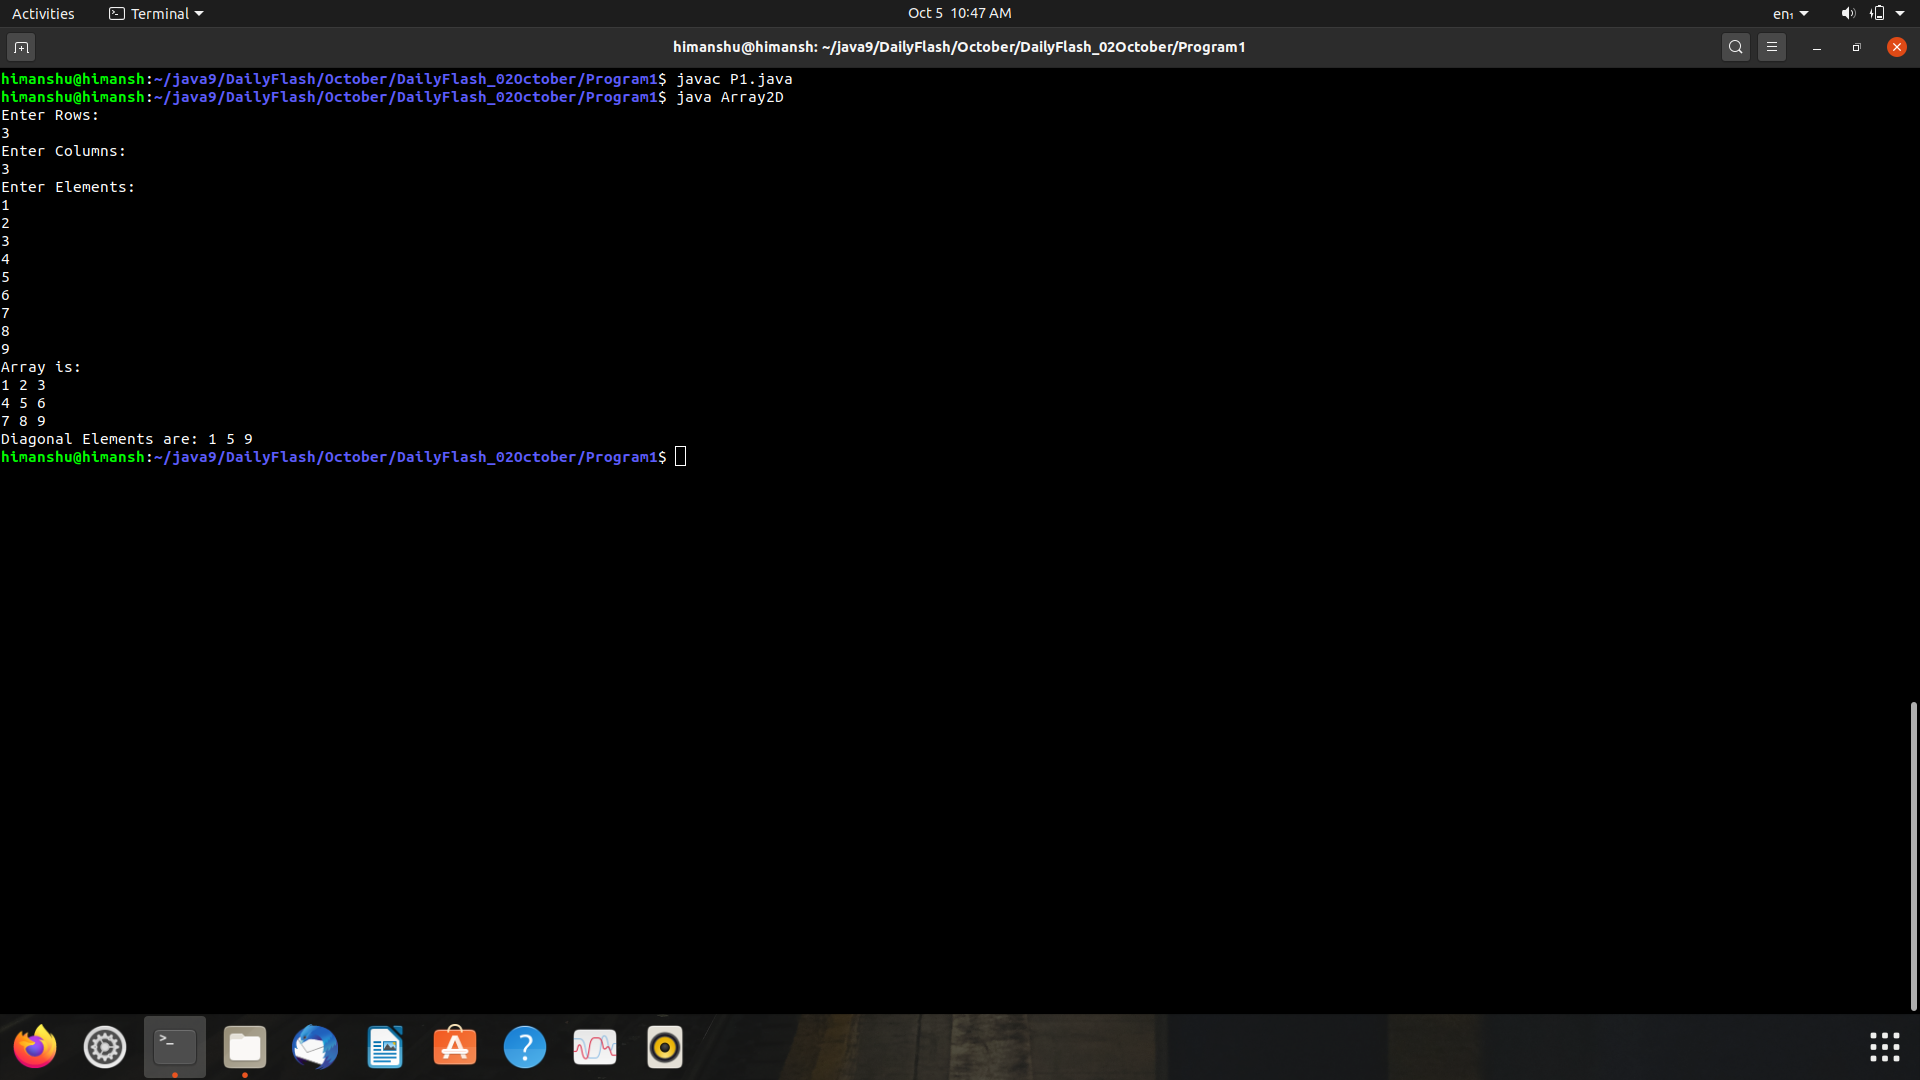 Activities
Terminal
Oct 5 10:47 AM
en₁
himanshu@himansh: ~/java9/DailyFlash/October/DailyFlash_02October/Program1
himanshu@himansh:~/java9/DailyFlash/October/DailyFlash_02October/Program1$ javac P1.java
himanshu@himansh:~/java9/DailyFlash/October/DailyFlash_02October/Program1$ java Array2D
Enter Rows:
3
Enter Columns:
3
Enter Elements:
1
2
3
4
5
6
7
8
9
Array is:
1 2 3
4 5 6
7 8 9
Diagonal Elements are: 1 5 9
himanshu@himansh:~/java9/DailyFlash/October/DailyFlash_02October/Program1$